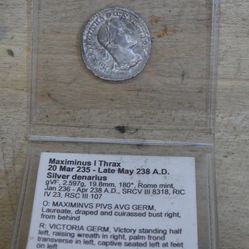 Maximinus I Thrax
20 Mar 235 - Late May 238 A.D.
Silver denarius
gVF, 2.597g, 19.8mm, 180°, Rome mint,
Jan 236 - Apr 238 A.D., SRCV III 8318, RIC
IV 23, RSC III 107
O: MAXIMINVS PIVS AVG GERM,
Laureate, draped and cuirassed bust right,
from behind
R: VICTORIA GERM, Victory standing half
left, raising wreath in right, palm frond
transverse in left, captive seated left at feet
on left